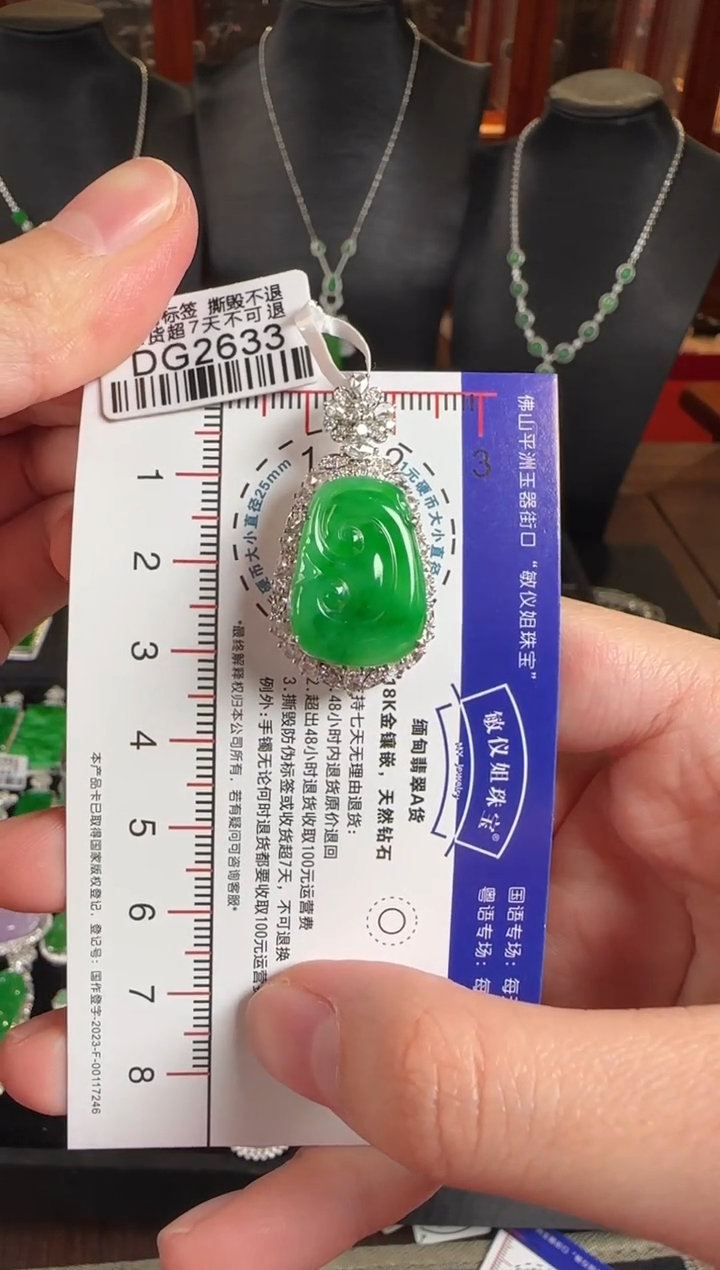 标签 撕毁不退
货超7天不可退
DG2633
1
2
3
4
5
6
7
8
1
2
3
硬币大小直径25mm
1元硬币大小直径
佛山平洲玉器街口 “敏仪姐珠宝”
敏仪姐珠宝®
国语专场：每
粤语专场：每
缅甸翡翠A货
18K金镶嵌，天然钻石
持七天无理由退货：
48小时内退货原价退回
2.超出48小时退货收取100元运营费
3.撕毁防伪标签或收货超7天，不可退换
例外：手镯无论何时退货都要收取100元运营
*最终解释权归本公司所有，若有疑问可咨询客服*
本产品卡已取得国家版权登记，登记号：国作登字-2023-F-00117246